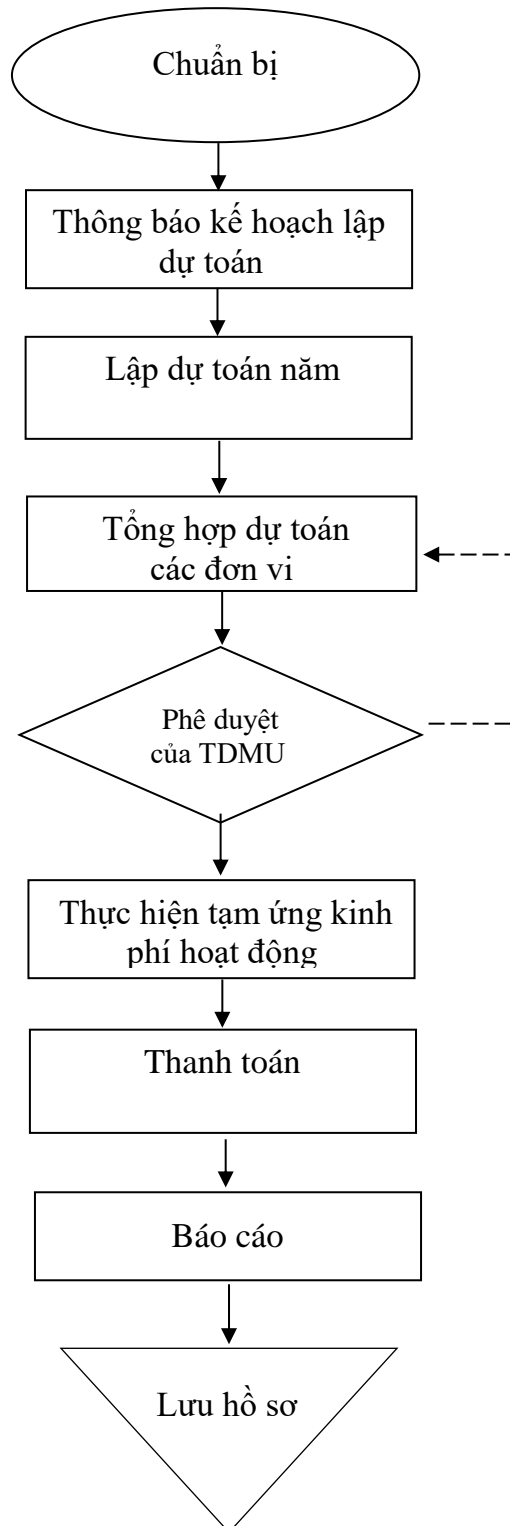 Chuẩn bị
Thông báo kế hoạch lập
dự toán
Lập dự toán năm
Tổng hợp dự toán
các đơn vi
Phê duyệt
của TDMU
Thực hiện tạm ứng kinh
phí hoạt động
Thanh toán
Báo cáo
Lưu hồ sơ